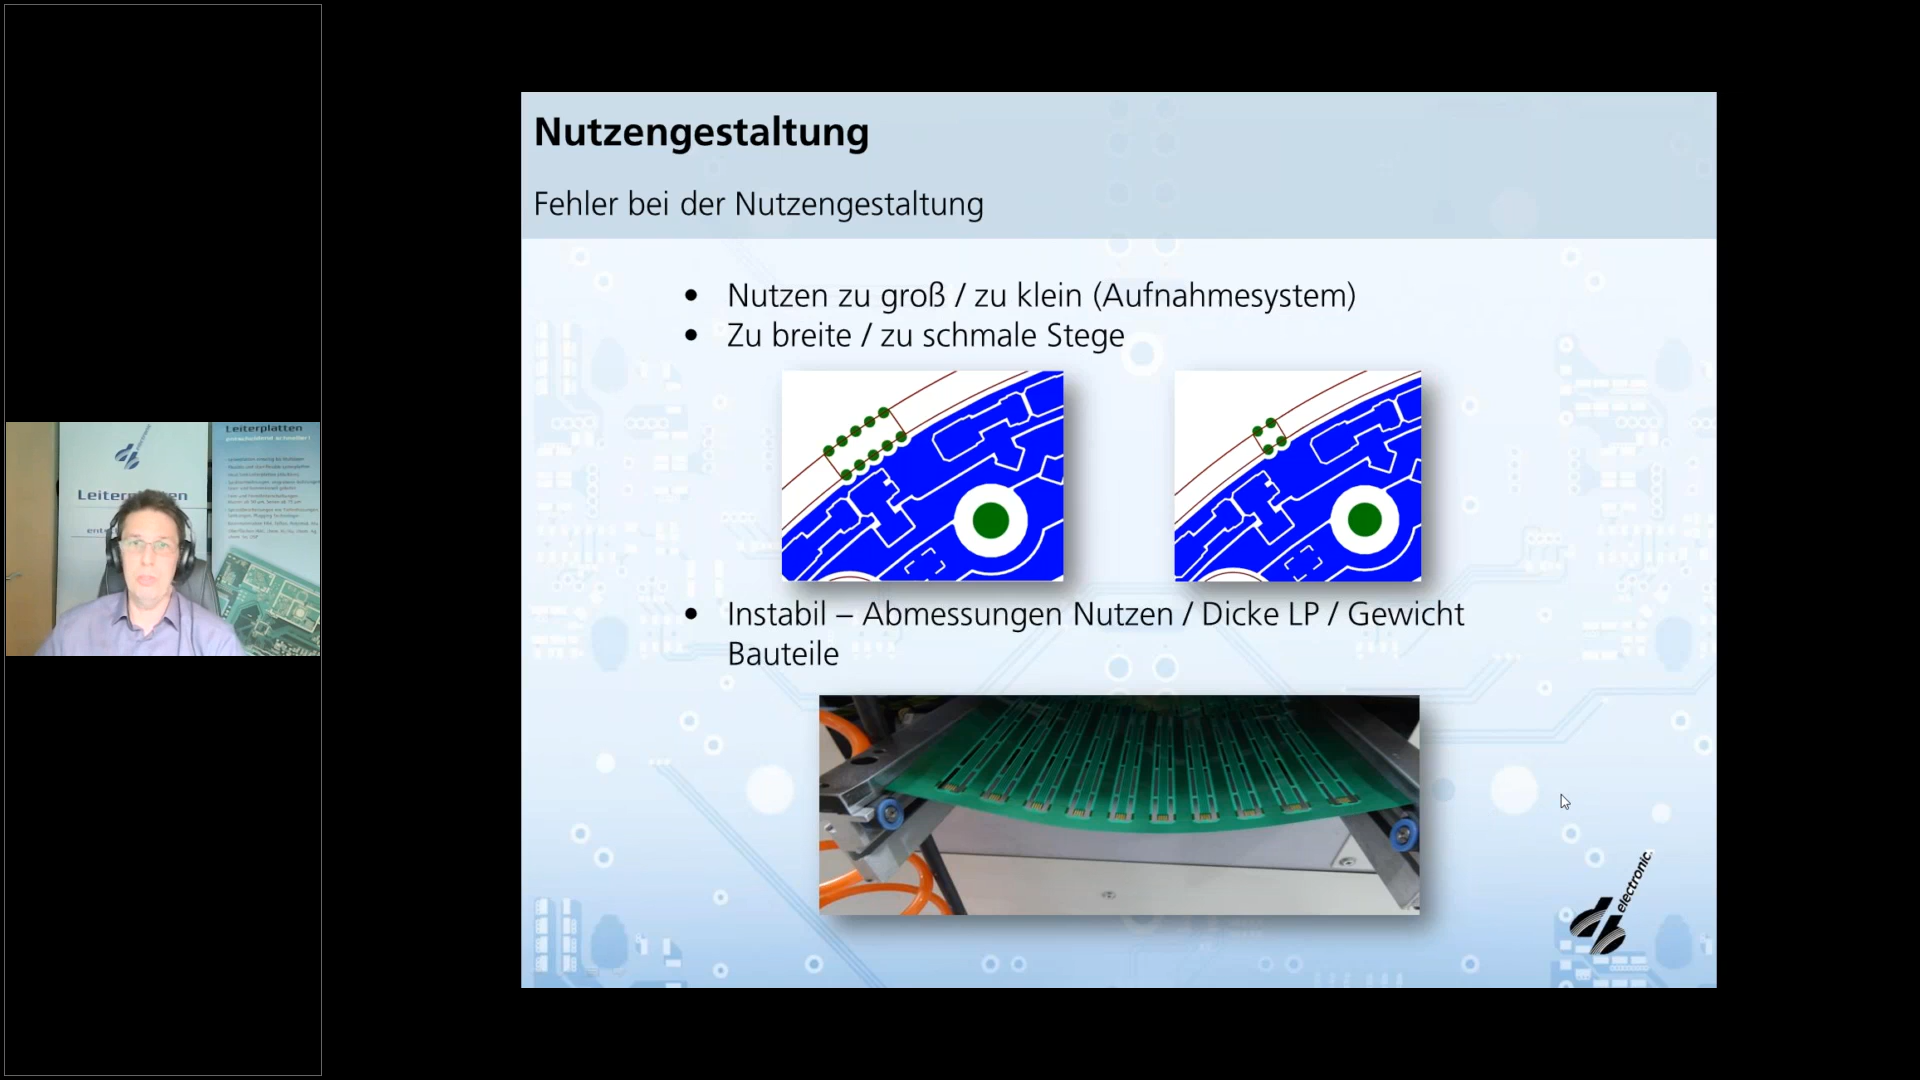 Nutzengestaltung
Fehler bei der Nutzengestaltung
• Nutzen zu groß / zu klein (Aufnahmesystem)
• Zu breite / zu schmale Stege
• Instabil – Abmessungen Nutzen / Dicke LP / Gewicht
Bauteile
electronic.
Leiterplatten